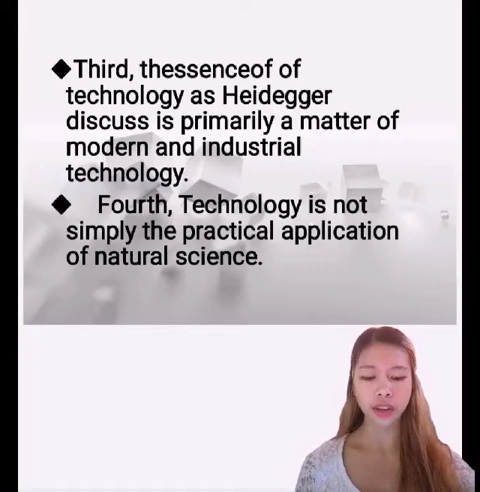 ◆Third, thessenceof of
technology as Heidegger
discuss is primarily a matter of
modern and industrial
technology.
◆ Fourth, Technology is not
simply the practical application
of natural science.